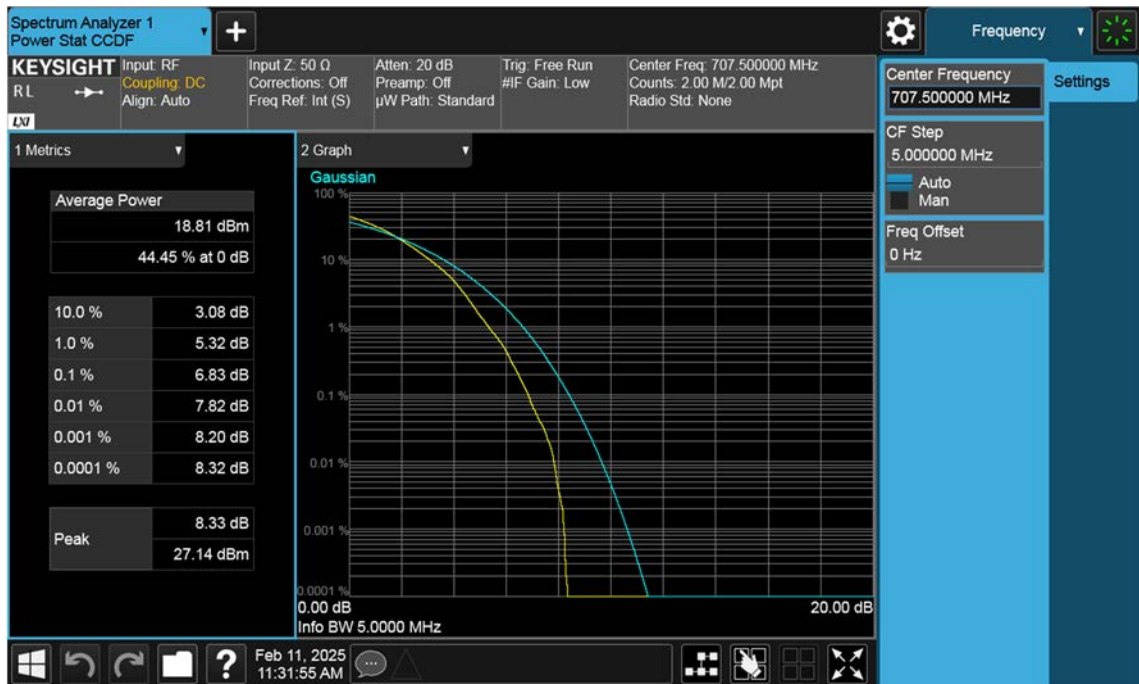 Spectrum Analyzer 1
Power Stat CCDF
Frequency
KEYSIGHT
R L
LXI
Input: RF
Coupling: DC
Align: Auto
Input Z: 50 Ω
Corrections: Off
Freq Ref: Int (S)
Atten: 20 dB
Preamp: Off
µW Path: Standard
Trig: Free Run
#IF Gain: Low
Center Freq: 707.500000 MHz
Counts: 2.00 M/2.00 Mpt
Radio Std: None
Center Frequency
707.500000 MHz
Settings
CF Step
5.000000 MHz
Auto
Man
Freq Offset
0 Hz
1 Metrics
Average Power
18.81 dBm
44.45 % at 0 dB
10.0 % 3.08 dB
1.0 % 5.32 dB
0.1 % 6.83 dB
0.01 % 7.82 dB
0.001 % 8.20 dB
0.0001 % 8.32 dB
Peak
8.33 dB
27.14 dBm
2 Graph
Gaussian
100 %
10 %
1 %
0.1 %
0.01 %
0.001 %
0.0001 %
0.00 dB 20.00 dB
Info BW 5.0000 MHz
?
Feb 11, 2025
11:31:55 AM